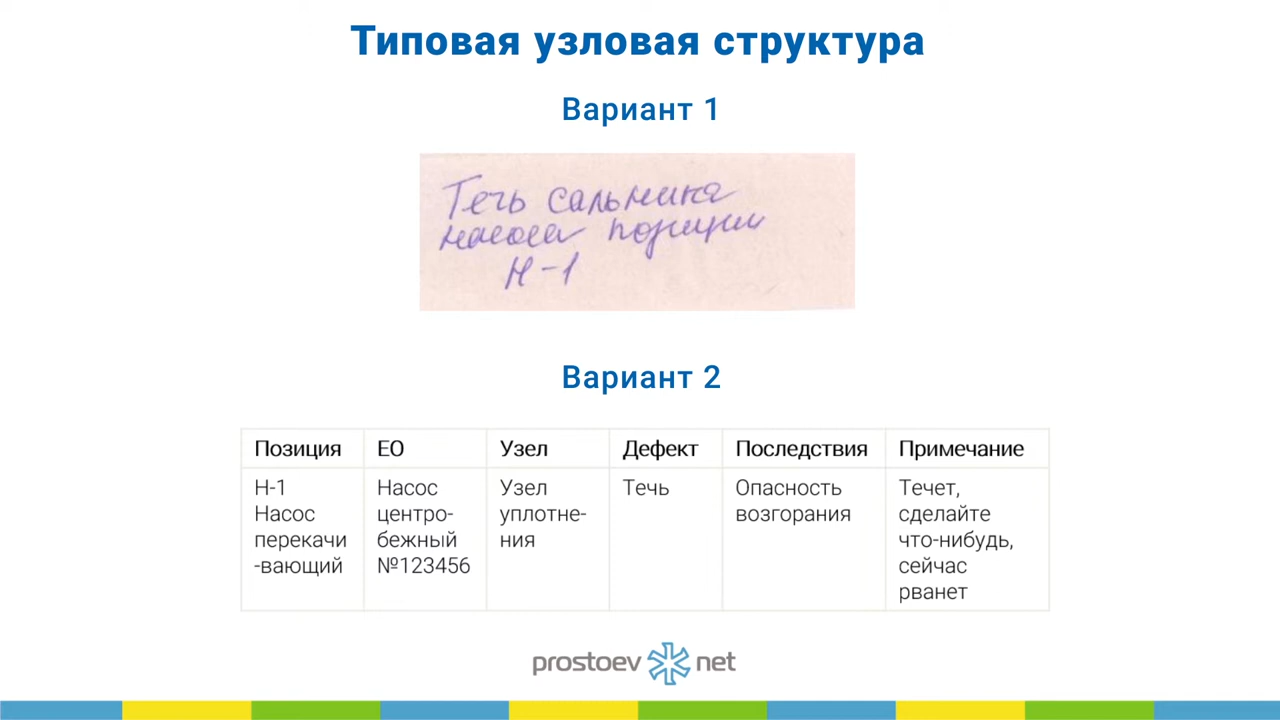 Типовая узловая структура
Вариант 1
Течь сальника
насоса позиции
Н-1
Вариант 2
Позиция ЕО Узел Дефект Последствия Примечание
Н-1 Насос Узел Течь Опасность Течет,
Насос центро- уплотне- возгорания сделайте
перекачи бежный ния что-нибудь,
-вающий №123456 сейчас
рванет
prostoev net